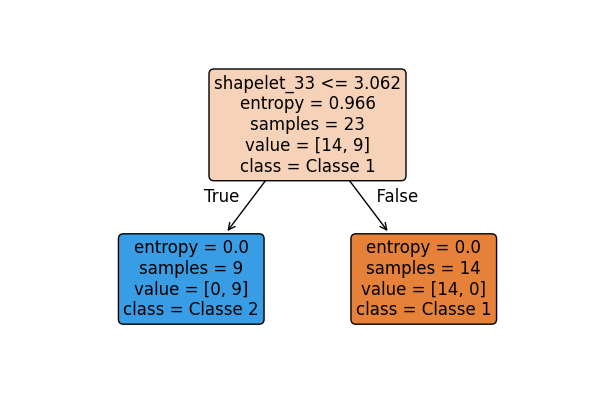 shapelet_33 <= 3.062
entropy = 0.966
samples = 23
value = [14, 9]
class = Classe 1
True
False
entropy = 0.0
samples = 9
value = [0, 9]
class = Classe 2
entropy = 0.0
samples = 14
value = [14, 0]
class = Classe 1